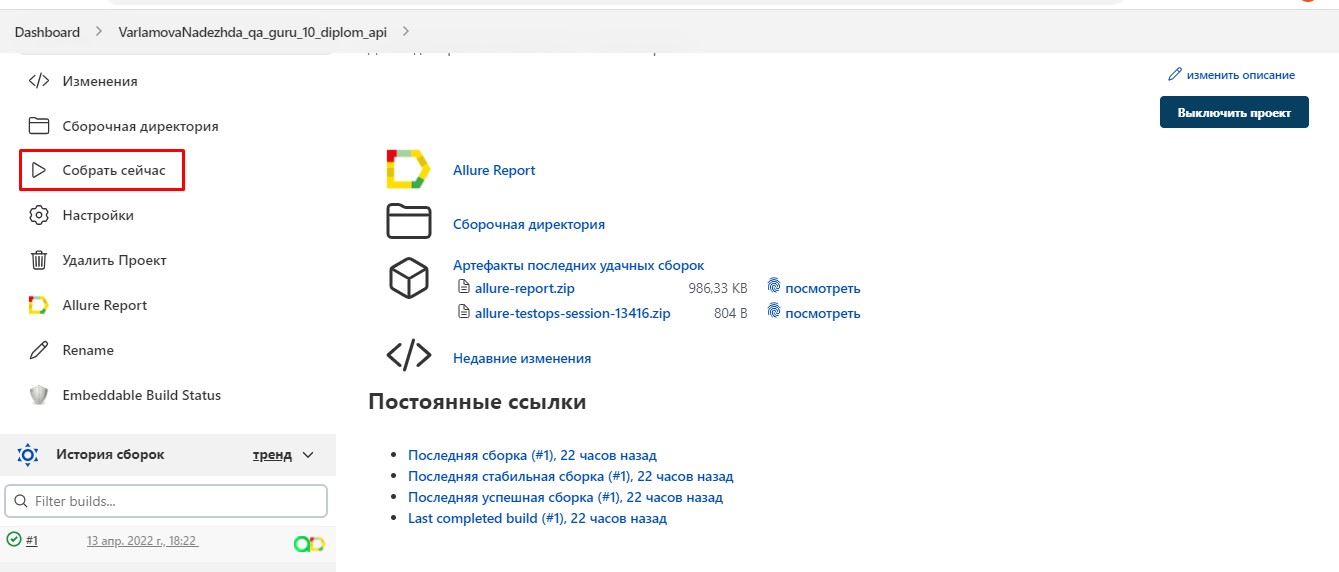 Dashboard > VarlamovaNadezhda_qa_guru_10_diplom_api >
Изменения
Сборочная директория
Собрать сейчас
Настройки
Удалить Проект
Allure Report
Rename
Embeddable Build Status
История сборок тренд
Filter builds...
#1 13 апр. 2022 г., 18:22
изменить описание
Выключить проект
Allure Report
Сборочная директория
Артефакты последних удачных сборок
allure-report.zip 986,33 KB посмотреть
allure-testops-session-13416.zip 804 B посмотреть
Недавние изменения
Постоянные ссылки
Последняя сборка (#1), 22 часов назад
Последняя стабильная сборка (#1), 22 часов назад
Последняя успешная сборка (#1), 22 часов назад
Last completed build (#1), 22 часов назад